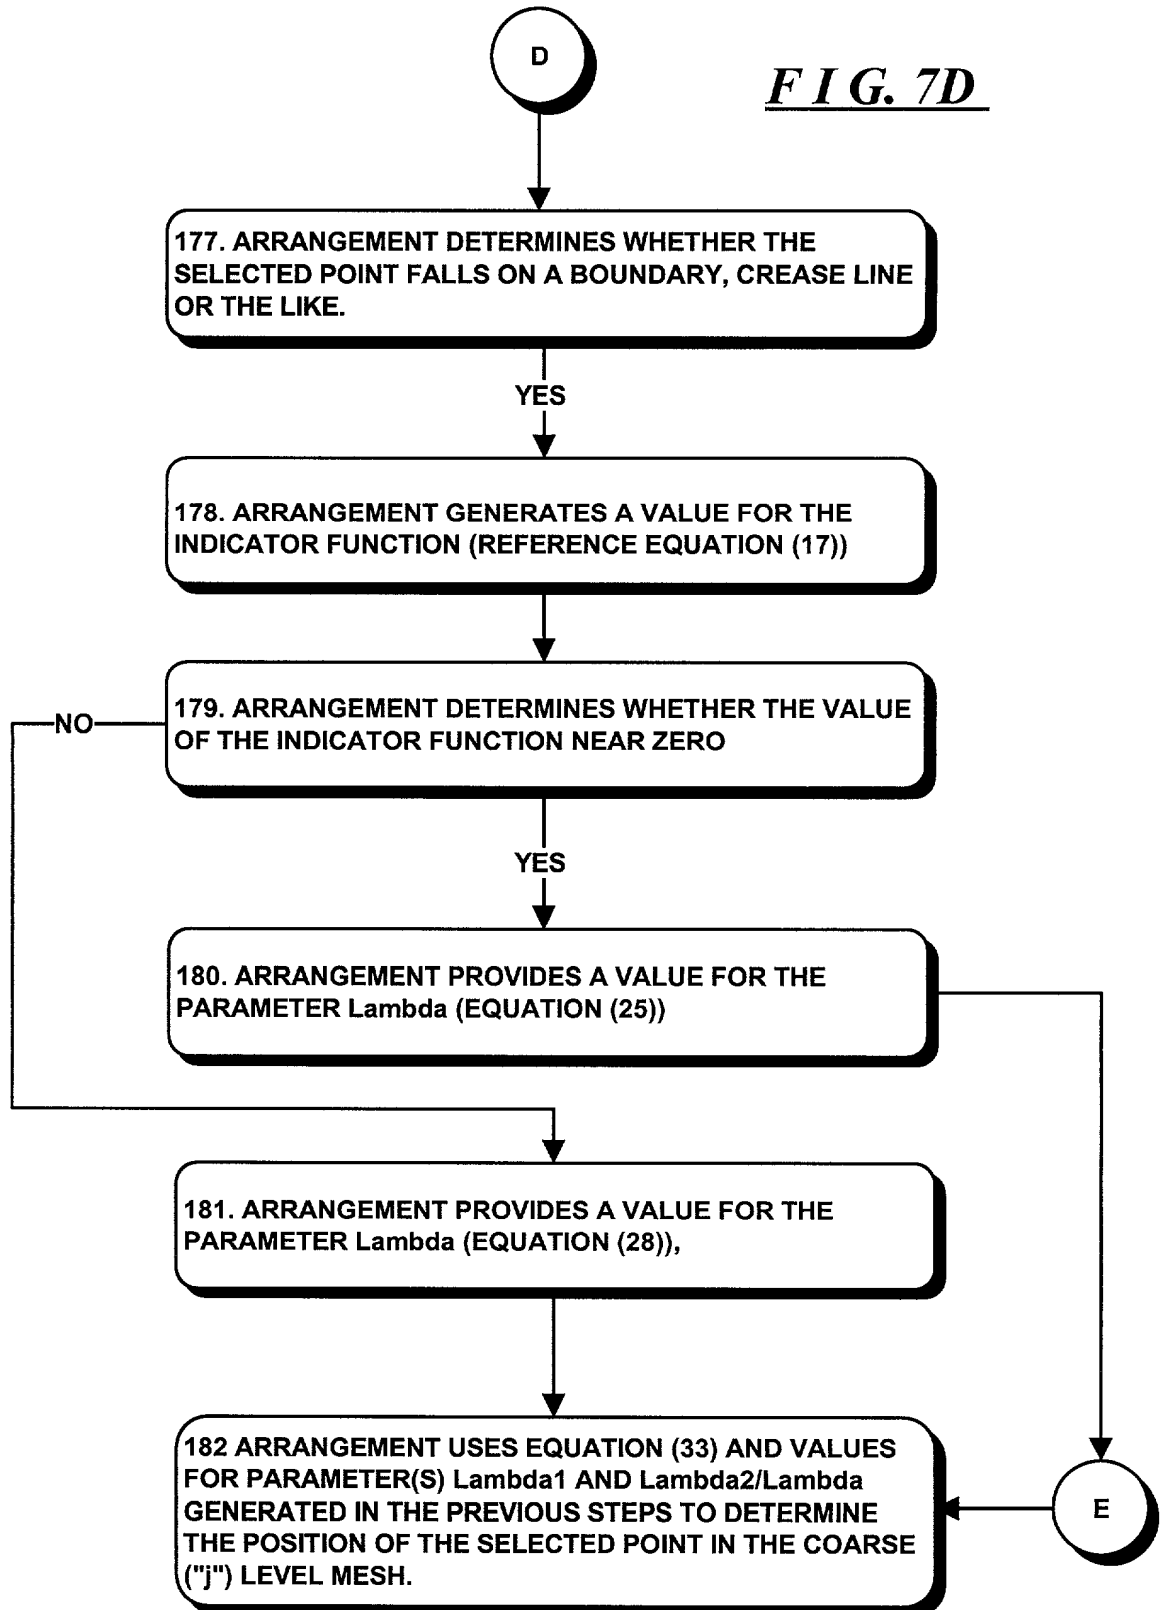 D
F I G. 7D
177. ARRANGEMENT DETERMINES WHETHER THE
SELECTED POINT FALLS ON A BOUNDARY, CREASE LINE
OR THE LIKE.
YES
178. ARRANGEMENT GENERATES A VALUE FOR THE
INDICATOR FUNCTION (REFERENCE EQUATION (17))
179. ARRANGEMENT DETERMINES WHETHER THE VALUE
OF THE INDICATOR FUNCTION NEAR ZERO
NO
YES
180. ARRANGEMENT PROVIDES A VALUE FOR THE
PARAMETER Lambda (EQUATION (25))
181. ARRANGEMENT PROVIDES A VALUE FOR THE
PARAMETER Lambda (EQUATION (28)),
182 ARRANGEMENT USES EQUATION (33) AND VALUES
FOR PARAMETER(S) Lambda1 AND Lambda2/Lambda
GENERATED IN THE PREVIOUS STEPS TO DETERMINE
THE POSITION OF THE SELECTED POINT IN THE COARSE
("j") LEVEL MESH.
E